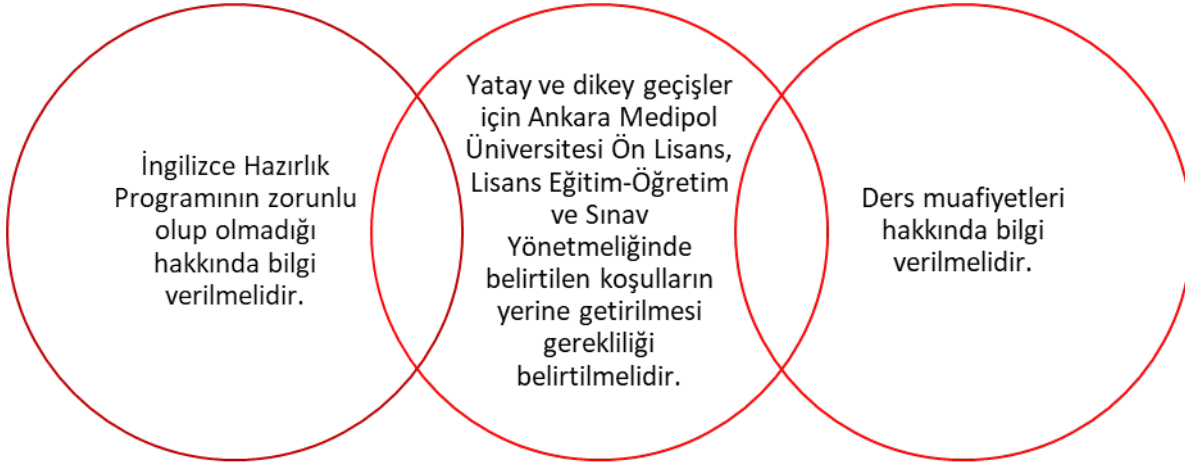 İngilizce Hazırlık
Programının zorunlu
olup olmadığı
hakkında bilgi
verilmelidir.
Yatay ve dikey geçişler
için Ankara Medipol
Üniversitesi Ön Lisans,
Lisans Eğitim-Öğretim
ve Sınav
Yönetmeliğinde
belirtilen koşulların
yerine getirilmesi
gerekliliği
belirtilmelidir.
Ders muafiyetleri
hakkında bilgi
verilmelidir.